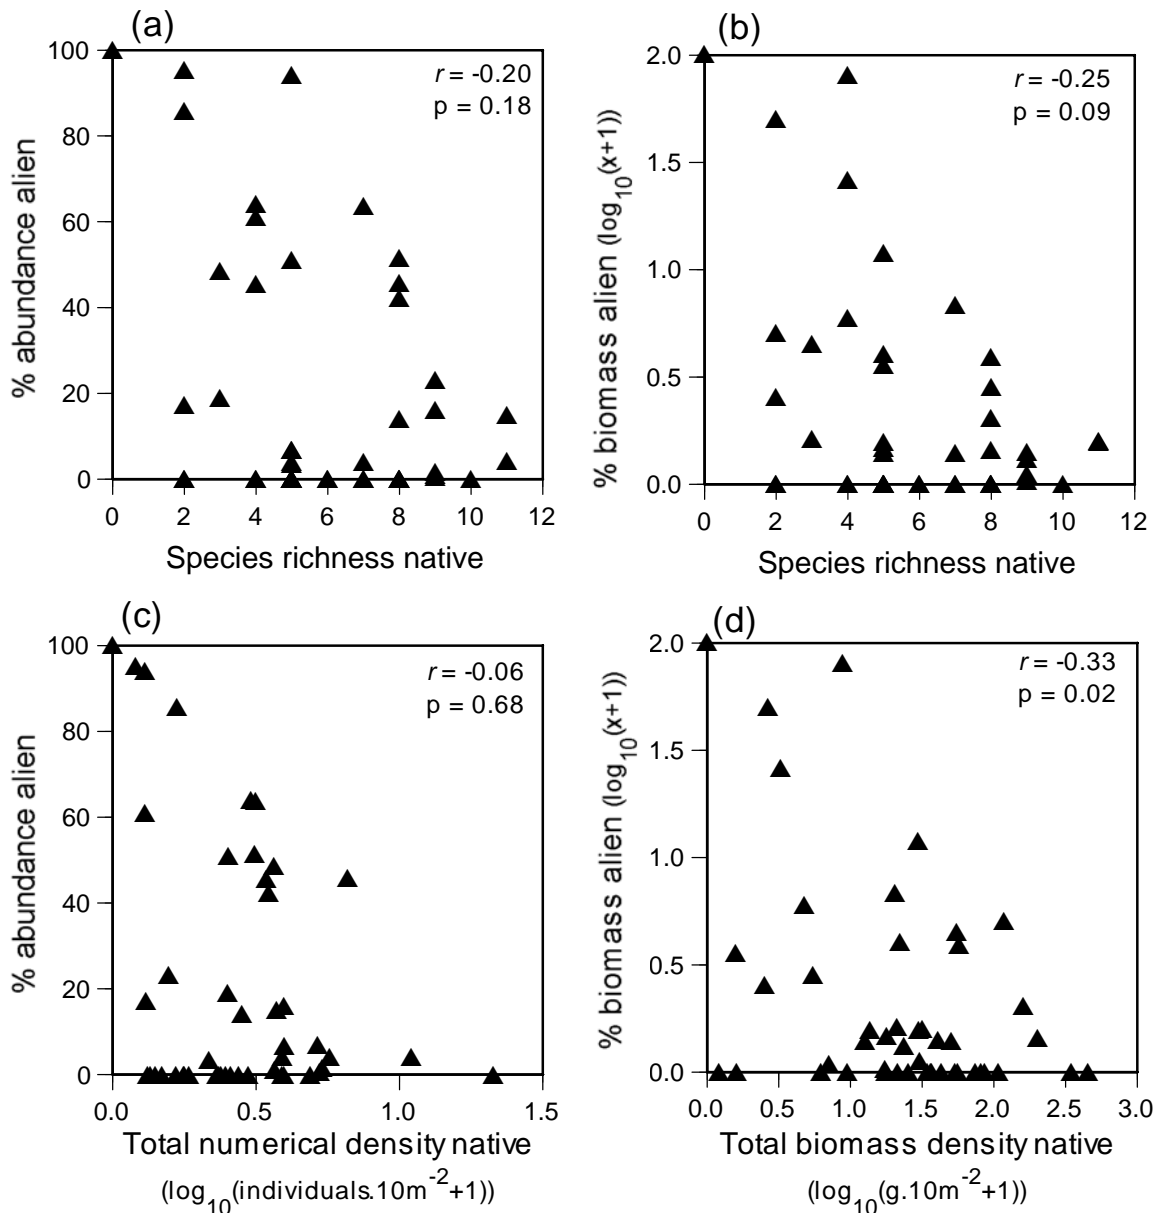 (a)
r = -0.20
p = 0.18
100
80
60
40
20
0
% abundance alien
0 2 4 6 8 10 12
Species richness native
(b)
r = -0.25
p = 0.09
2.0
1.5
1.0
0.5
0.0
% biomass alien (log10(x+1))
0 2 4 6 8 10 12
Species richness native
(c)
r = -0.06
p = 0.68
100
80
60
40
20
0
% abundance alien
0.0 0.5 1.0 1.5
Total numerical density native
(log10(individuals.10m-2+1))
(d)
r = -0.33
p = 0.02
2.0
1.5
1.0
0.5
0.0
% biomass alien (log10(x+1))
0.0 0.5 1.0 1.5 2.0 2.5 3.0
Total biomass density native
(log10(g.10m-2+1))